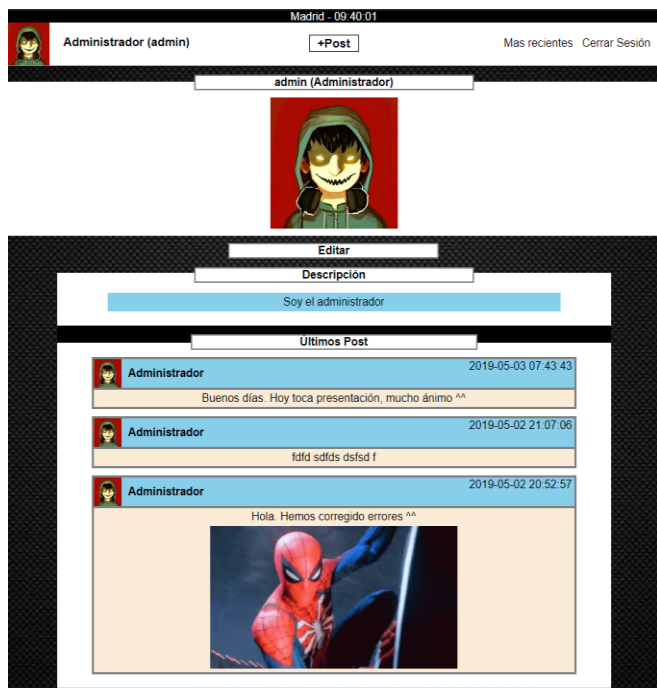 Madrid - 09:40:01
Administrador (admin)
+Post
Mas recientes Cerrar Sesión
admin (Administrador)
Editar
Descripción
Soy el administrador
Últimos Post
Administrador
2019-05-03 07:43:43
Buenos días. Hoy toca presentación, mucho ánimo ^^
Administrador
2019-05-02 21:07:06
fdfd sdfds dsfsd f
Administrador
2019-05-02 20:52:57
Hola. Hemos corregido errores ^^